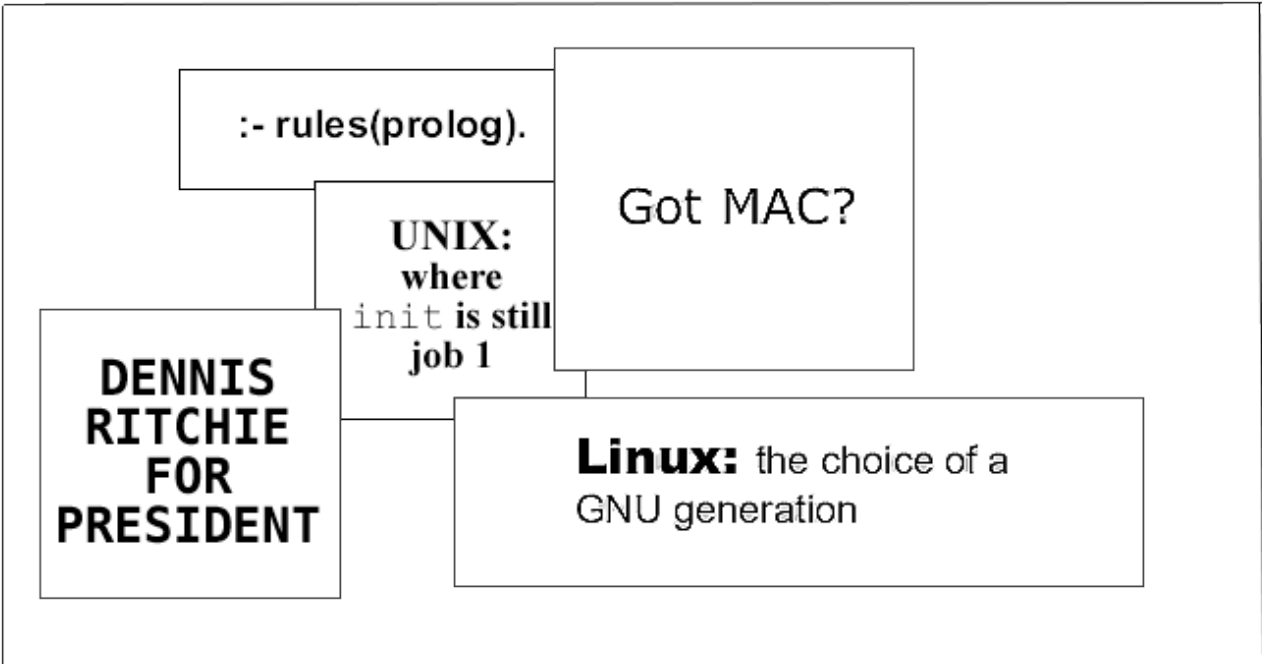 :- rules(prolog).
Got MAC?
UNIX:
where
init is still
job 1
DENNIS
RITCHIE
FOR
PRESIDENT
Linux: the choice of a
GNU generation